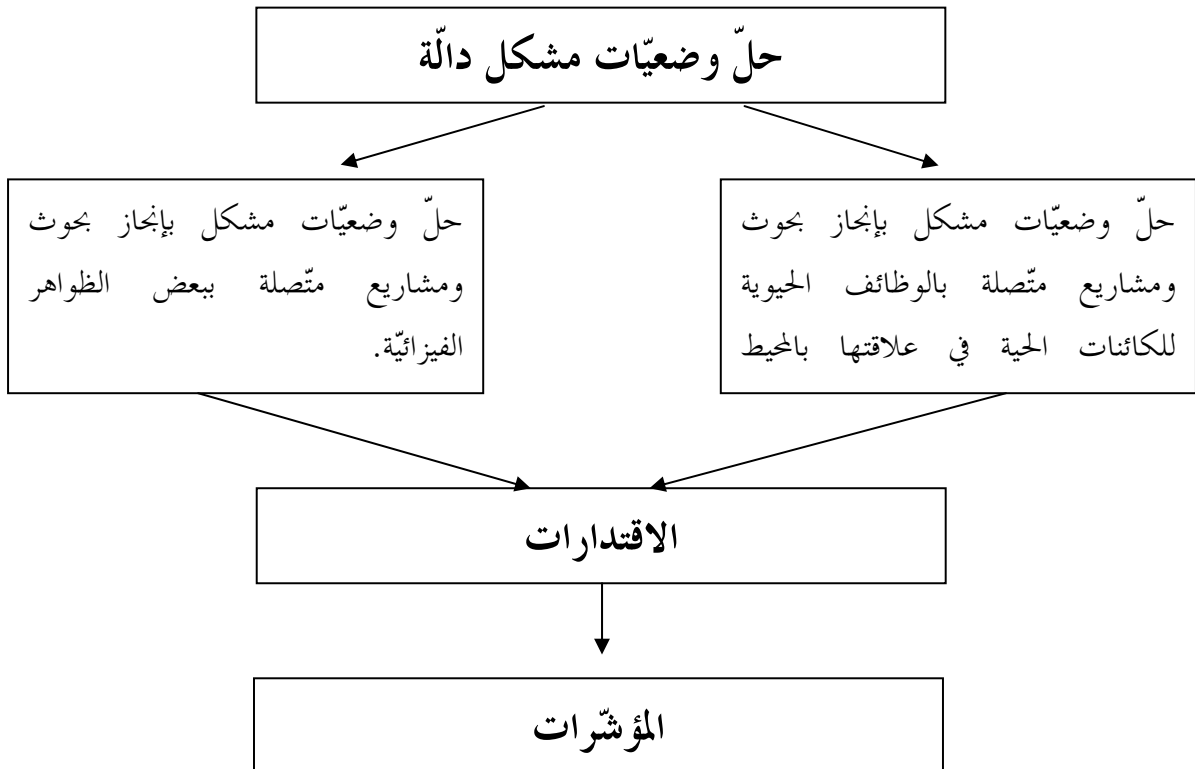 حلّ وضعيّات مشكل دالّة
حلّ وضعيّات مشكل بإنجاز بحوث
ومشاريع متّصلة بالوظائف الحيوية
للكائنات الحية في علاقتها بالمحيط
حلّ وضعيّات مشكل بإنجاز بحوث
ومشاريع متّصلة ببعض الظواهر
الفيزائيّة.
الاقتدارات
المؤشّرات